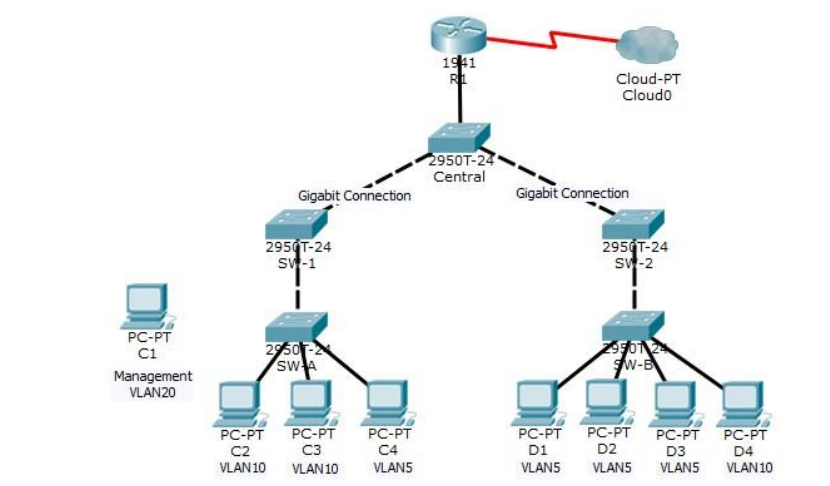 1941
R1
Cloud-PT
Cloud0
2950T-24
Central
Gigabit Connection
Gigabit Connection
2950T-24
SW-1
2950T-24
SW-2
PC-PT
C1
Management
VLAN20
2950T-24
SW-A
2950T-24
SW-B
PC-PT
C2
VLAN10
PC-PT
C3
VLAN10
PC-PT
C4
VLAN5
PC-PT
D1
VLAN5
PC-PT
D2
VLAN5
PC-PT
D3
VLAN5
PC-PT
D4
VLAN10